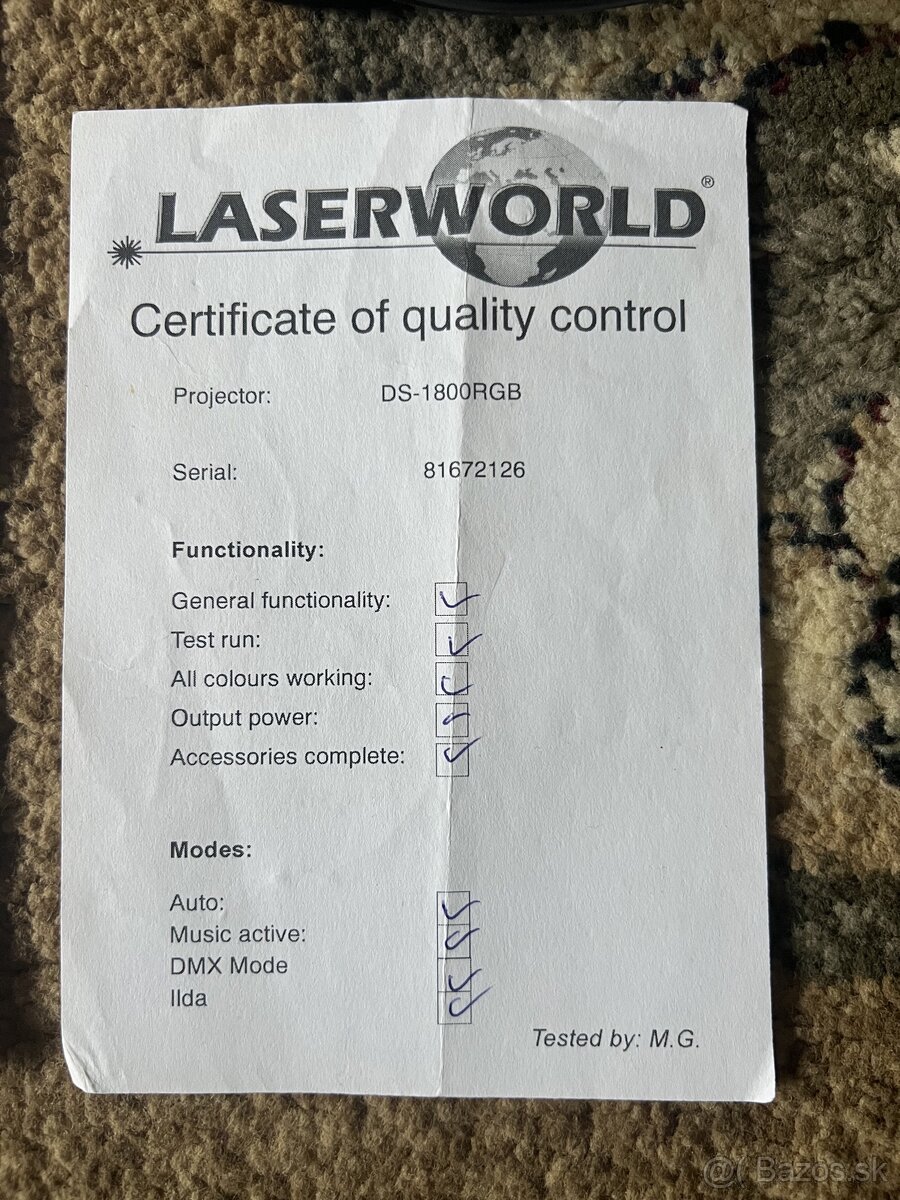 LASERWORLD®
Certificate of quality control
Projector: DS-1800RGB
Serial: 81672126
Functionality:
General functionality:
Test run:
All colours working:
Output power:
Accessories complete:
Modes:
Auto:
Music active:
DMX Mode
Ilda
Tested by: M.G.
@( Bazos.sk